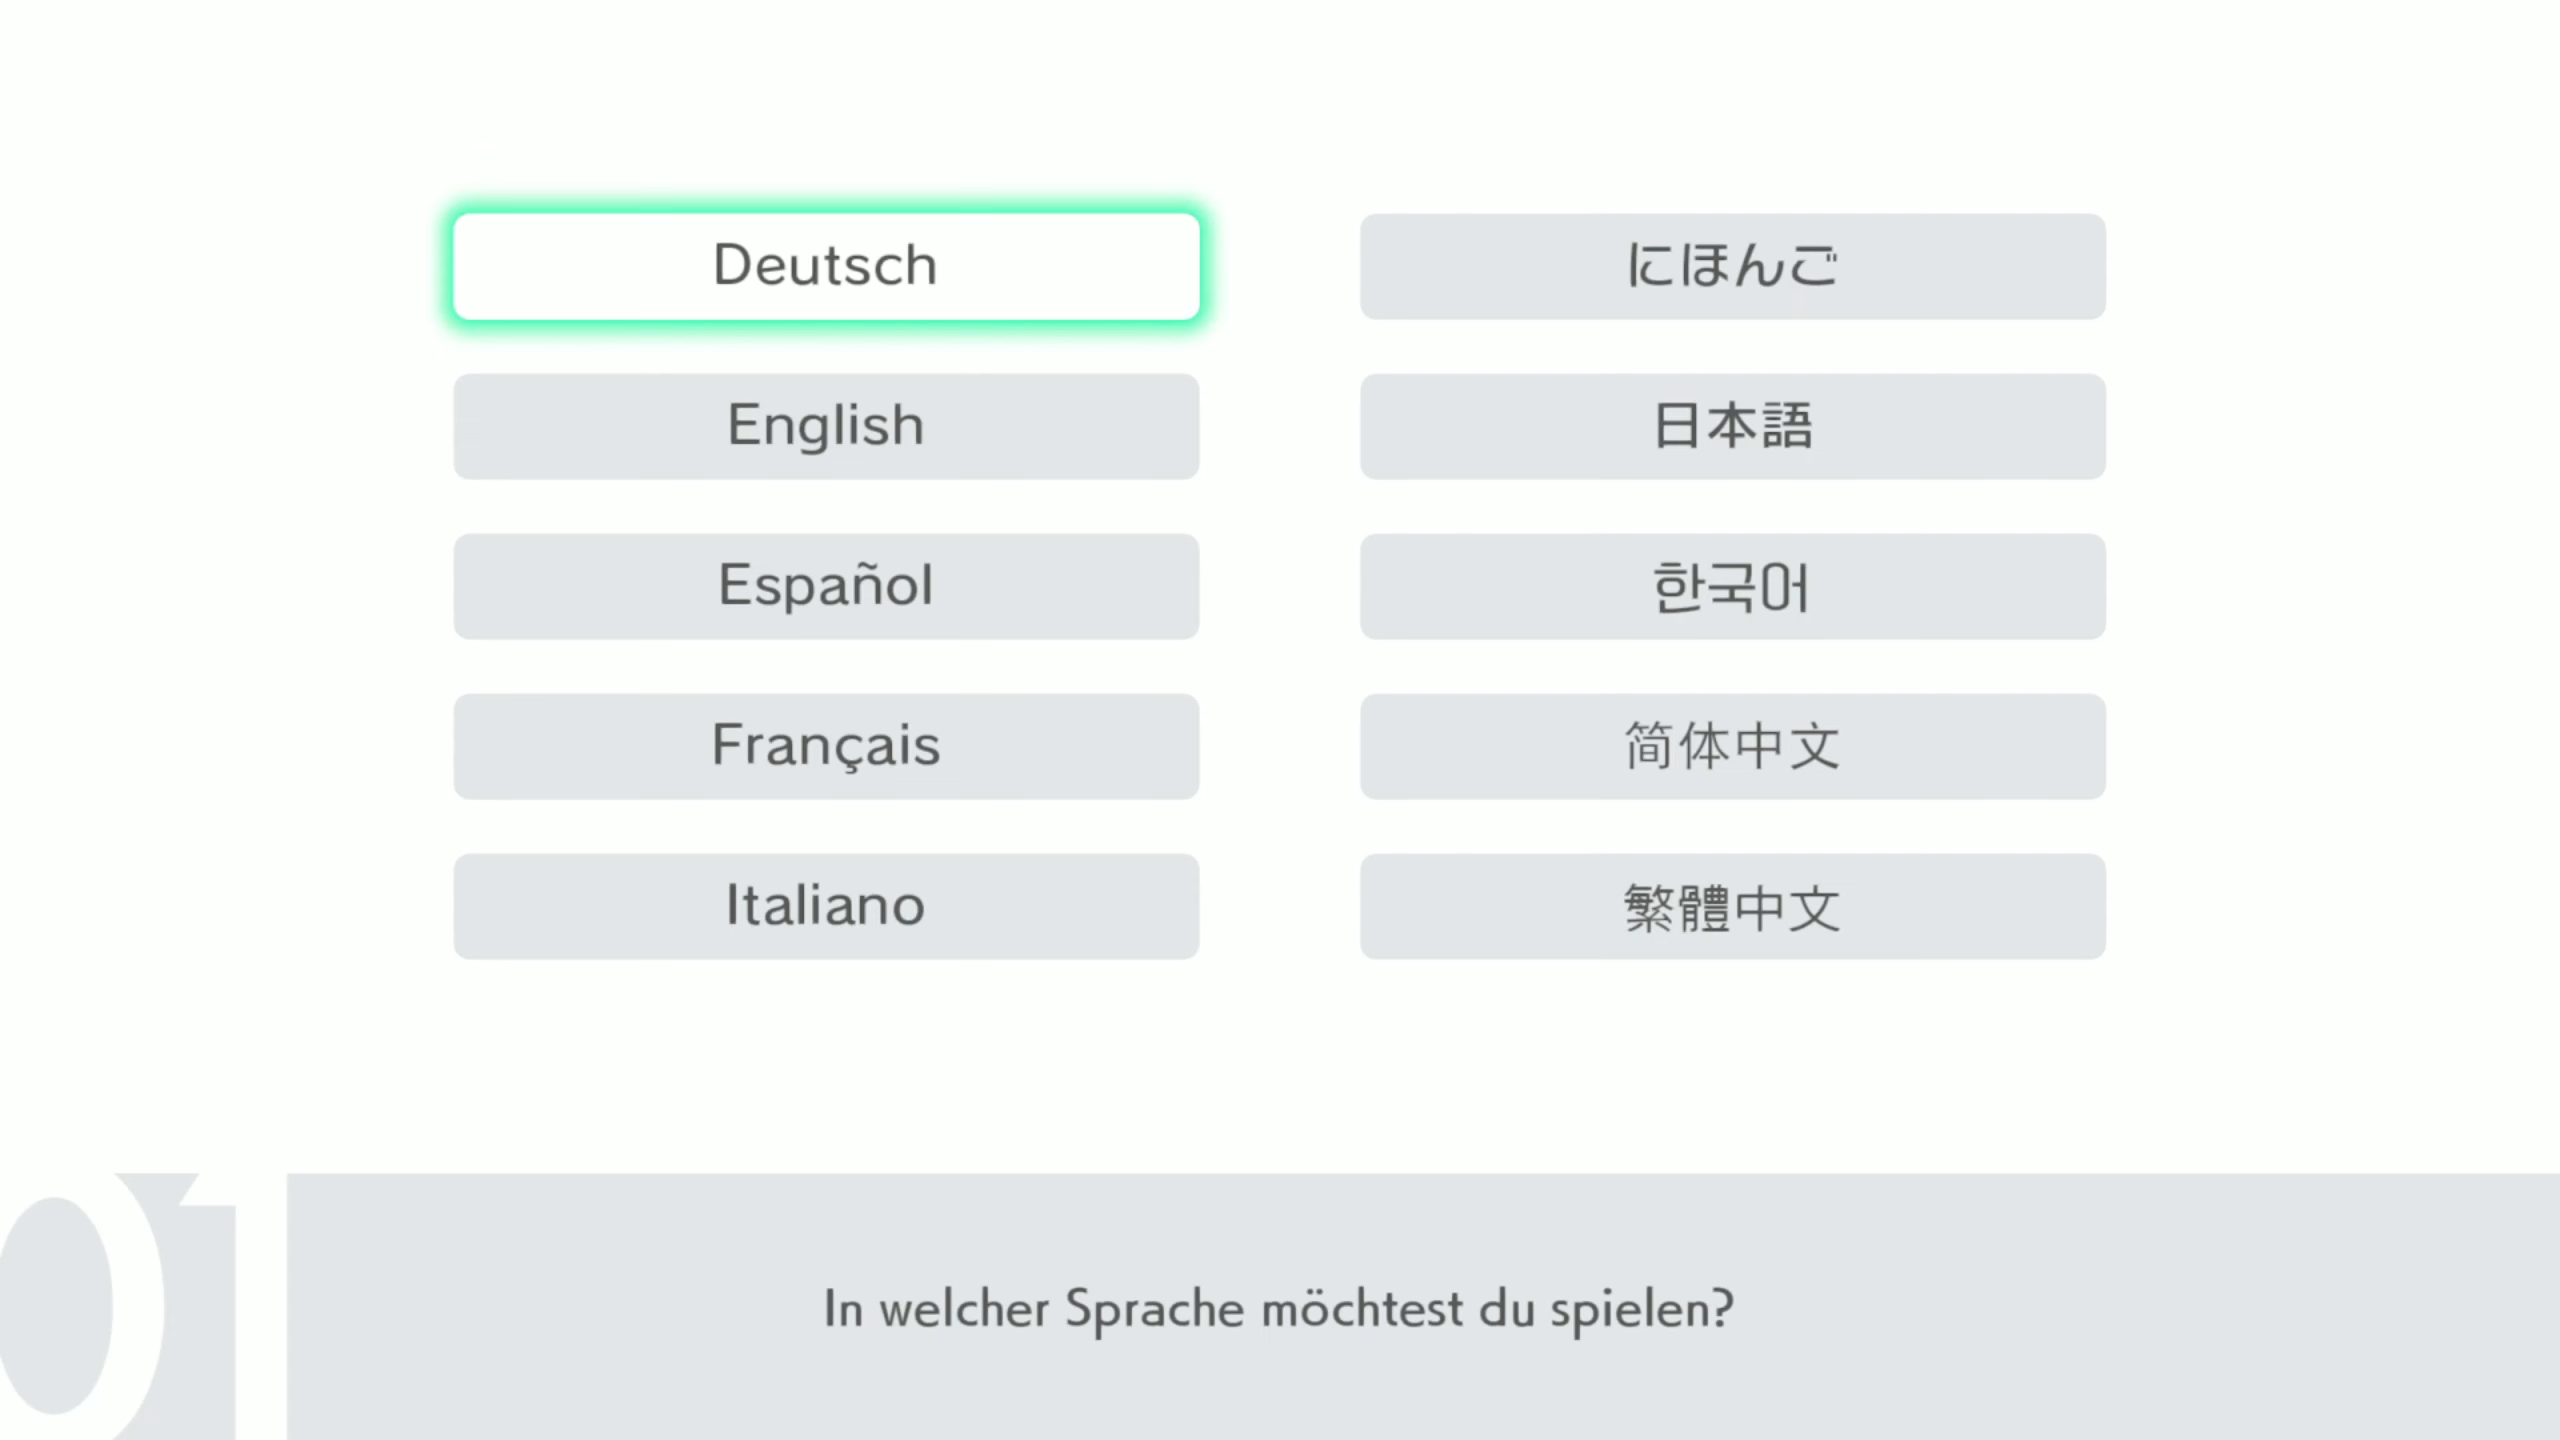 Deutsch
English
Español
Français
Italiano
にほんご
日本語
한국어
简体中文
繁體中文
01
In welcher Sprache möchtest du spielen?